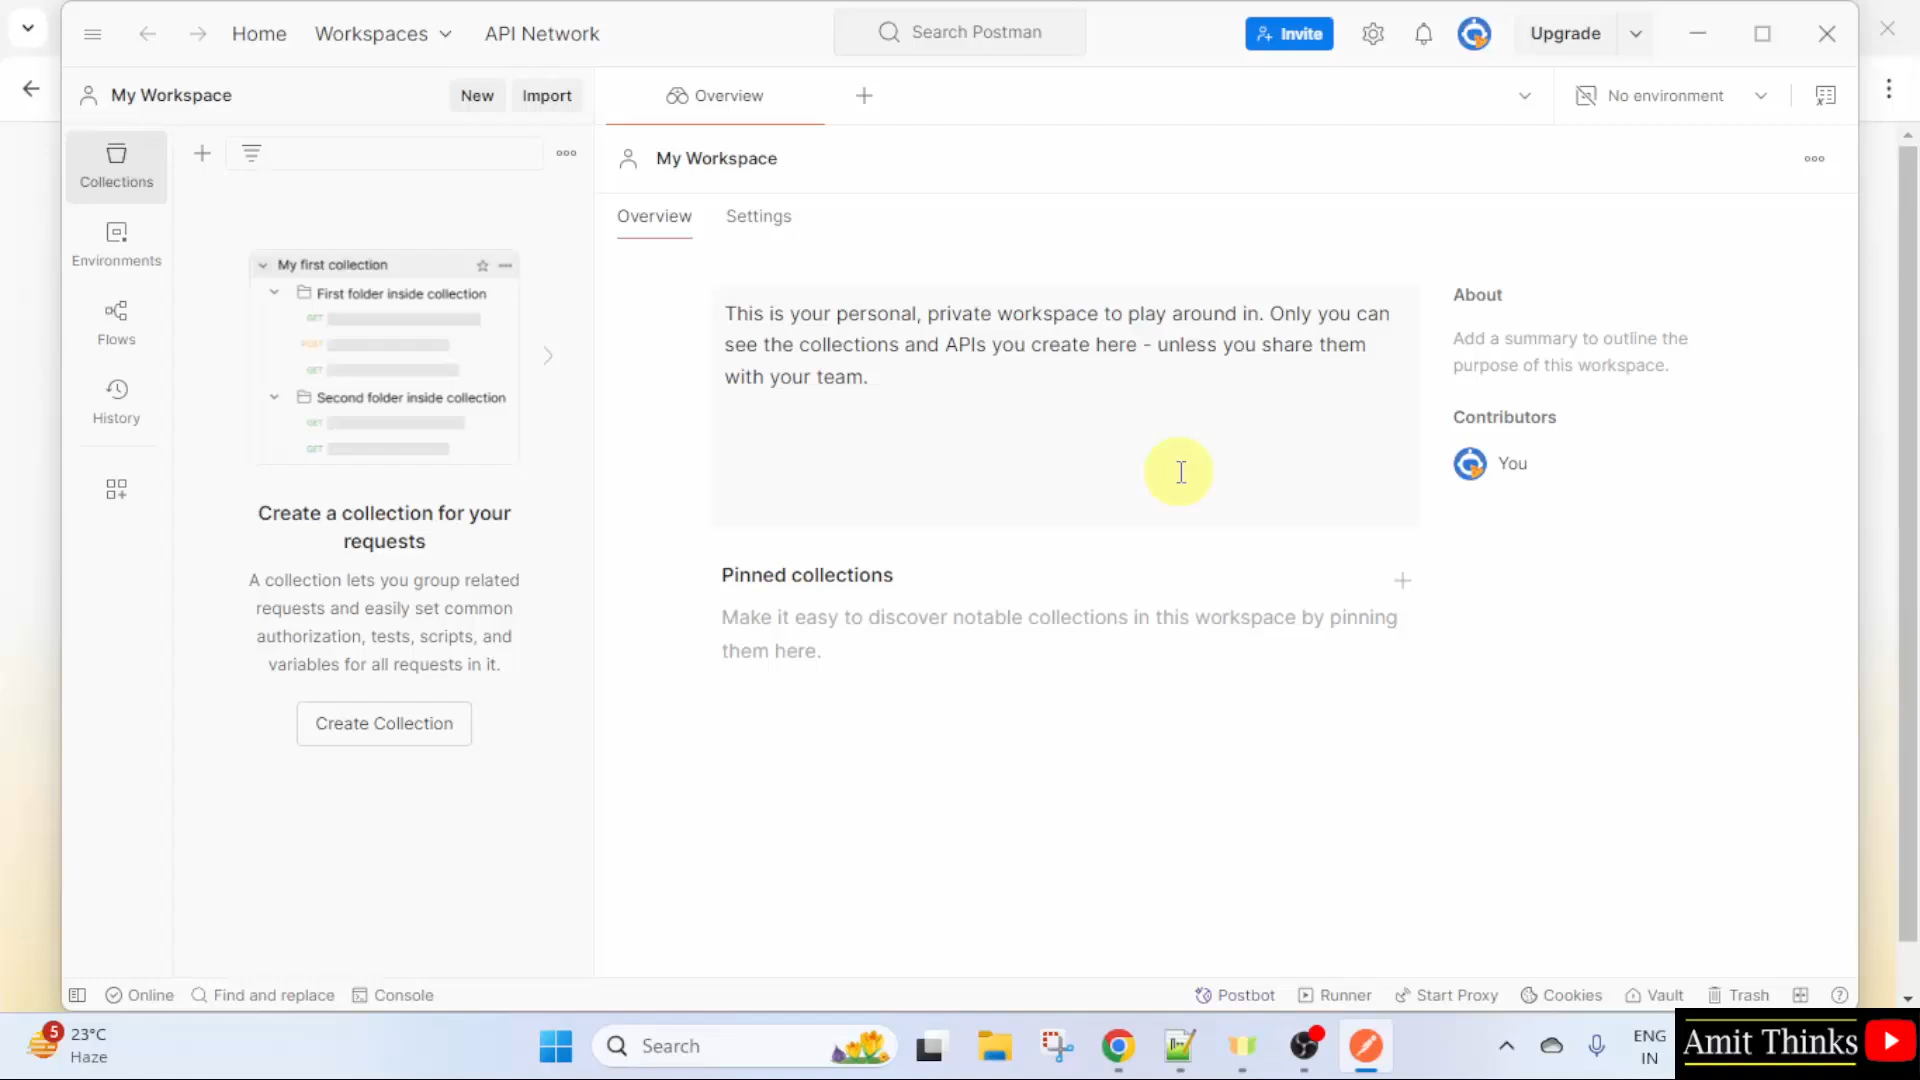 Home Workspaces API Network Search Postman Invite Upgrade
My Workspace New Import Overview No environment
Collections
Environments
Flows
History
My first collection
First folder inside collection
GET
POST
GET
Second folder inside collection
GET
GET
Create a collection for your
requests
A collection lets you group related
requests and easily set common
authorization, tests, scripts, and
variables for all requests in it.
Create Collection
My Workspace
Overview Settings
This is your personal, private workspace to play around in. Only you can
see the collections and APIs you create here - unless you share them
with your team.
Pinned collections
Make it easy to discover notable collections in this workspace by pinning
them here.
About
Add a summary to outline the
purpose of this workspace.
Contributors
You
Online Find and replace Console Postbot Runner Start Proxy Cookies Vault Trash
5 23°C
Haze
Search
ENG
IN
Amit Thinks